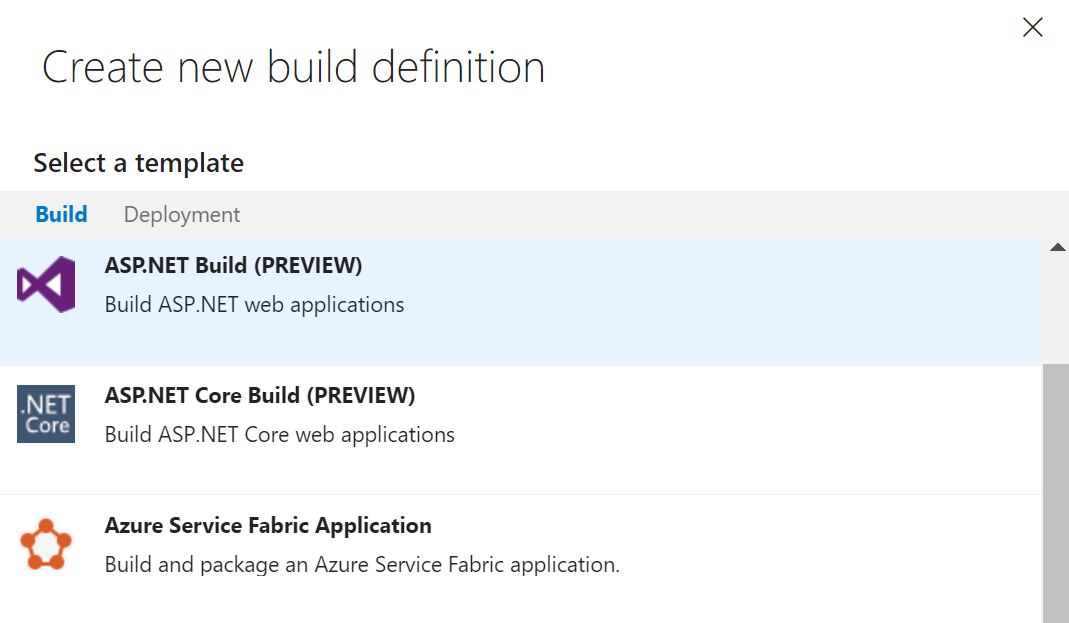 Create new build definition
Select a template
Build Deployment
ASP.NET Build (PREVIEW)
Build ASP.NET web applications
.NET
Core
ASP.NET Core Build (PREVIEW)
Build ASP.NET Core web applications
Azure Service Fabric Application
Build and package an Azure Service Fabric application.